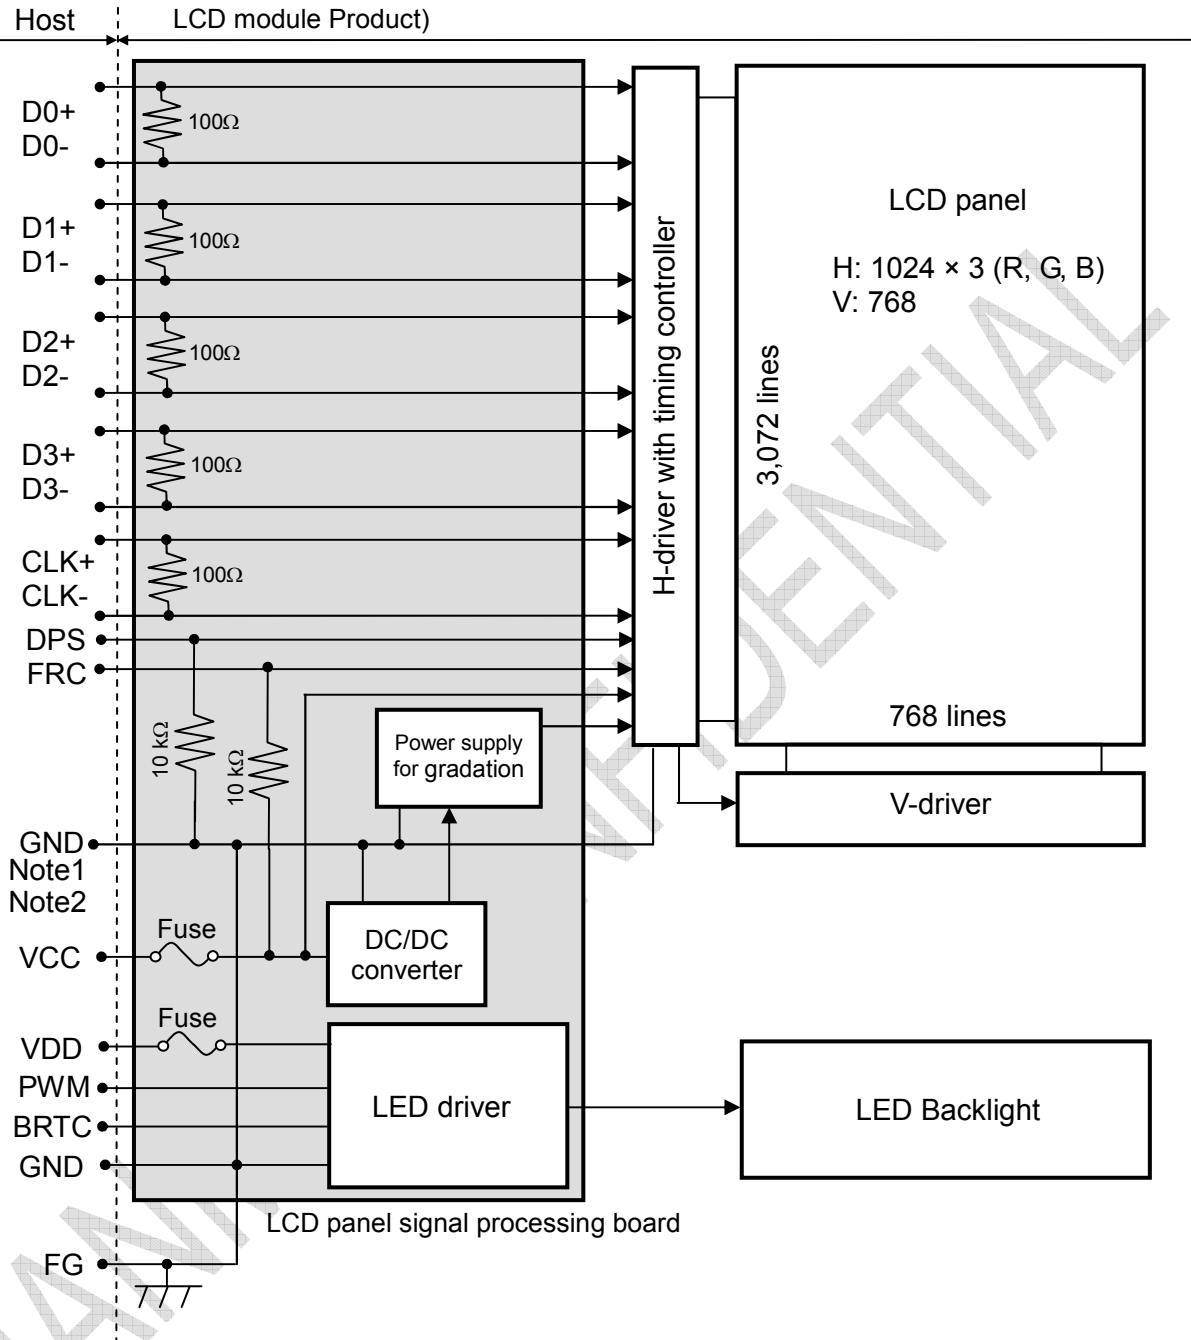 Host
LCD module Product)
D0+
D0-
100Ω
D1+
D1-
100Ω
D2+
D2-
100Ω
D3+
D3-
100Ω
CLK+
CLK-
100Ω
DPS
FRC
10 kΩ
10 kΩ
Power supply
for gradation
H-driver with timing controller
LCD panel
H: 1024 × 3 (R, G, B)
V: 768
3,072 lines
768 lines
V-driver
GND
Note1
Note2
Fuse
VCC
DC/DC
converter
Fuse
VDD
PWM
BRTC
GND
LED driver
LED Backlight
LCD panel signal processing board
FG